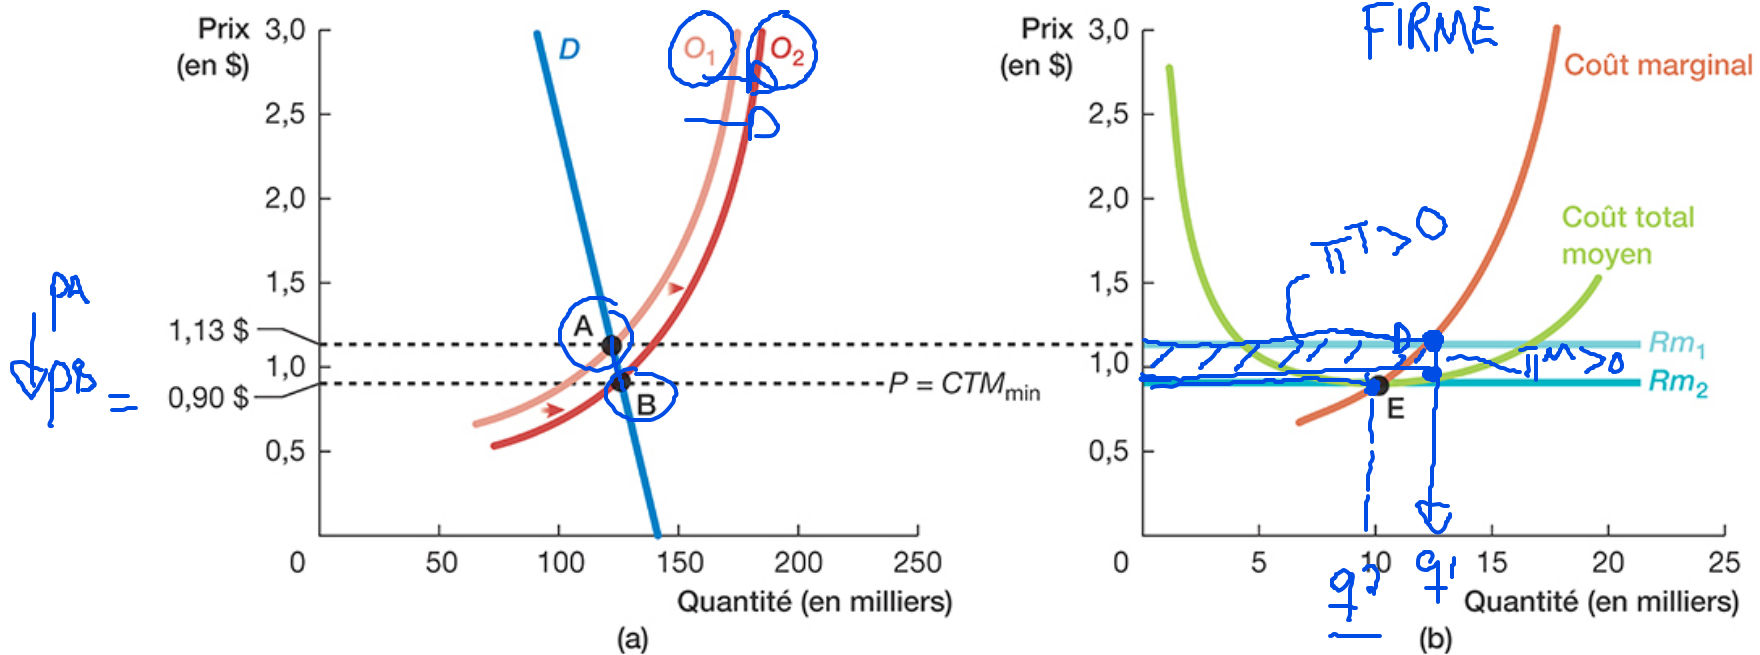 Prix
(en $)
3,0
2,5
2,0
1,5
1,13 $
1,0
0,90 $
0,5
0
50
100
150
200
250
Quantité (en milliers)
(a)
D
O1
O2
A
B
P = CTMmin
pA
pB =
Prix
(en $)
3,0
2,5
2,0
1,5
1,0
0,5
0
5
10
15
20
25
Quantité (en milliers)
(b)
FIRME
Coût marginal
Coût total
moyen
Rm1
Rm2
E
πT > 0
πM > 0
q2
q1